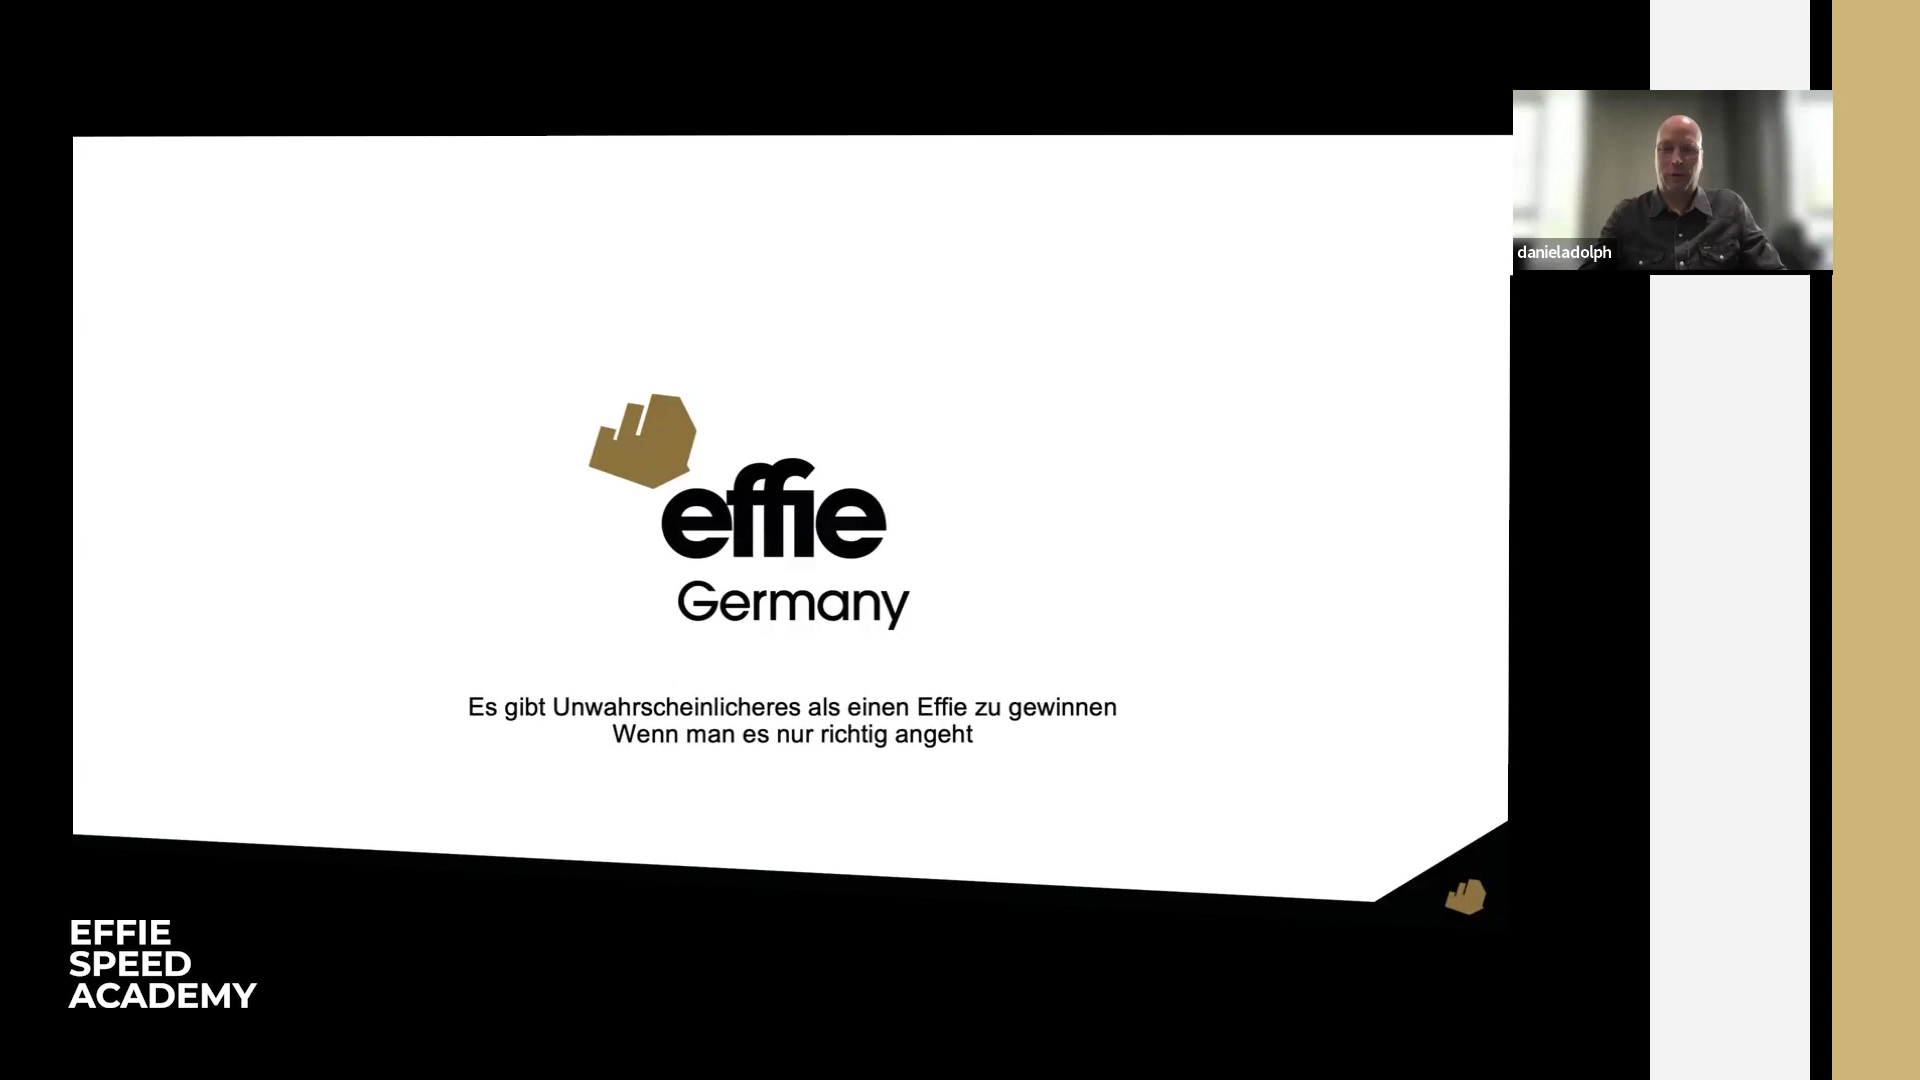 effie
Germany
Es gibt Unwahrscheinlicheres als einen Effie zu gewinnen
Wenn man es nur richtig angeht
danieladolph
EFFIE
SPEED
ACADEMY